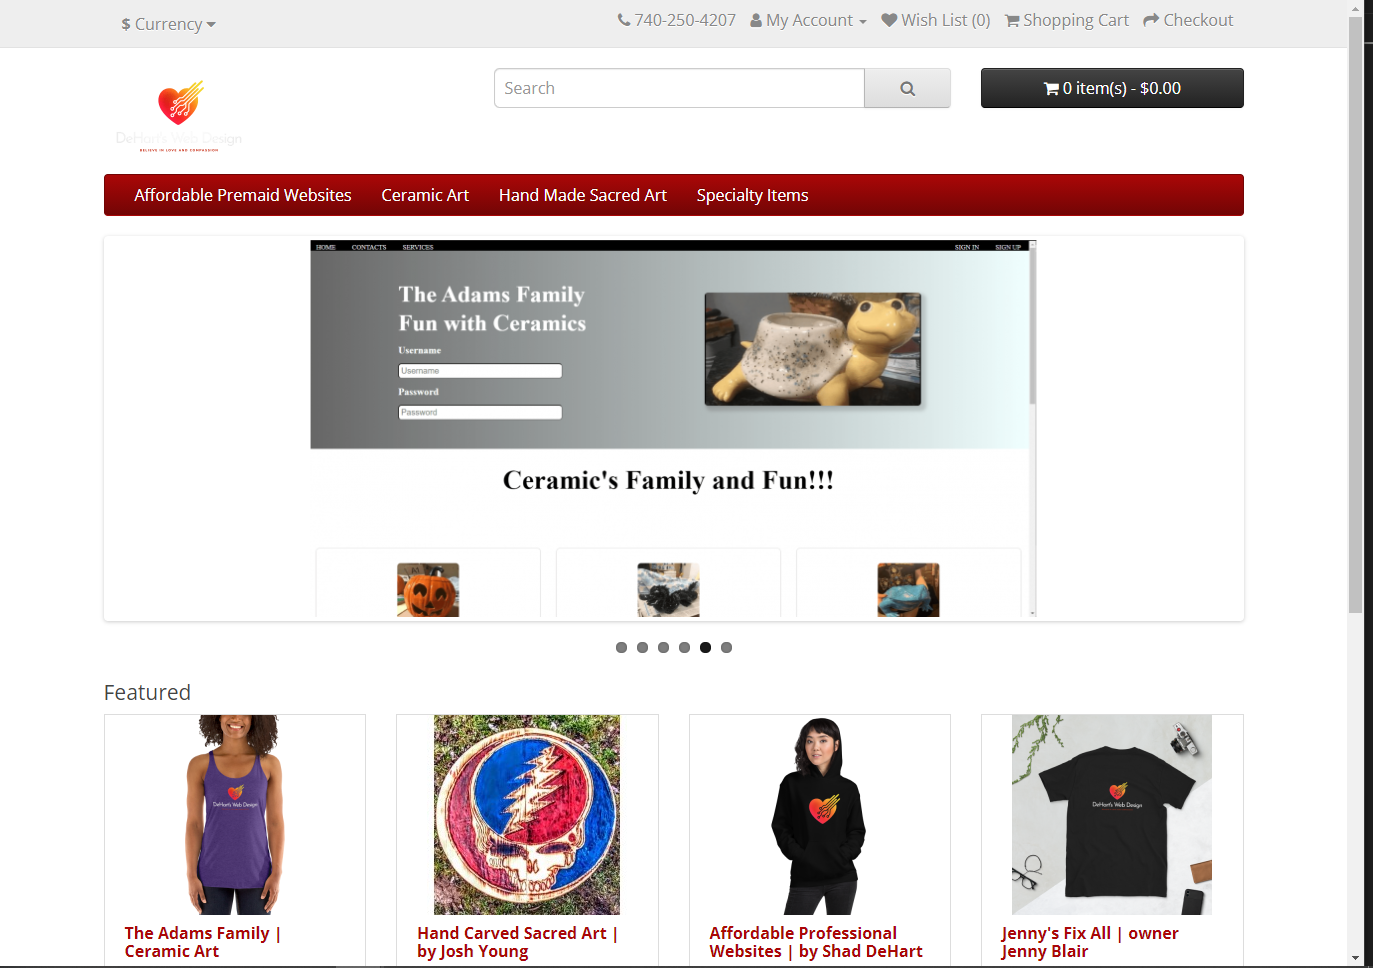 $ Currency
740-250-4207 My Account Wish List (0) Shopping Cart Checkout
Search
0 item(s) - $0.00
DeHart's Web Design
BELIEVE IN LOVE AND COMPASSION
Affordable Premaid Websites Ceramic Art Hand Made Sacred Art Specialty Items
HOME CONTACTS SERVICES SIGN IN SIGN UP
The Adams Family
Fun with Ceramics
Username
Username
Password
Password
Ceramic's Family and Fun!!!
Featured
DeHart's Web Design
DeHart's Web Design
The Adams Family |
Ceramic Art
Hand Carved Sacred Art |
by Josh Young
Affordable Professional
Websites | by Shad DeHart
Jenny's Fix All | owner
Jenny Blair